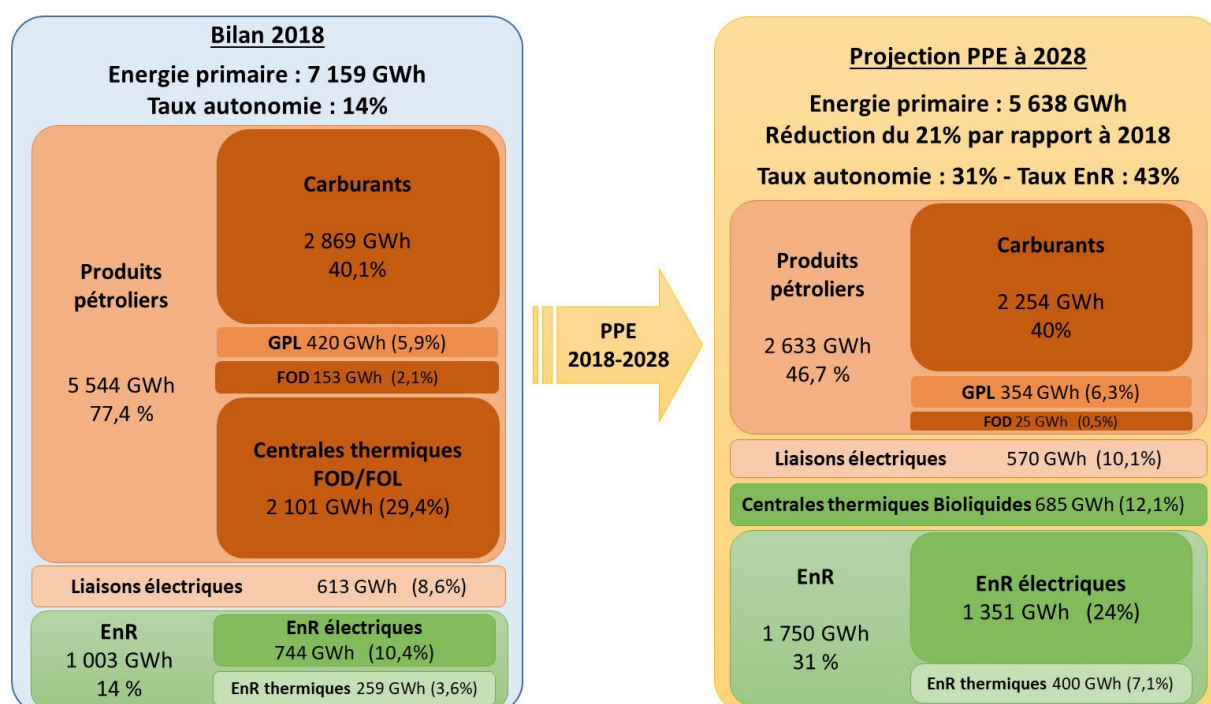 Bilan 2018
Energie primaire : 7 159 GWh
Taux autonomie : 14%
Produits
pétroliers
5 544 GWh
77,4 %
Carburants
2 869 GWh
40,1%
GPL 420 GWh (5,9%)
FOD 153 GWh (2,1%)
Centrales thermiques
FOD/FOL
2 101 GWh (29,4%)
Liaisons électriques 613 GWh (8,6%)
EnR
1 003 GWh
14 %
EnR électriques
744 GWh (10,4%)
EnR thermiques 259 GWh (3,6%)
PPE
2018-2028
Projection PPE à 2028
Energie primaire : 5 638 GWh
Réduction du 21% par rapport à 2018
Taux autonomie : 31% - Taux EnR : 43%
Produits
pétroliers
2 633 GWh
46,7 %
Carburants
2 254 GWh
40%
GPL 354 GWh (6,3%)
FOD 25 GWh (0,5%)
Liaisons électriques 570 GWh (10,1%)
Centrales thermiques Bioliquides 685 GWh (12,1%)
EnR
1 750 GWh
31 %
EnR électriques
1 351 GWh (24%)
EnR thermiques 400 GWh (7,1%)